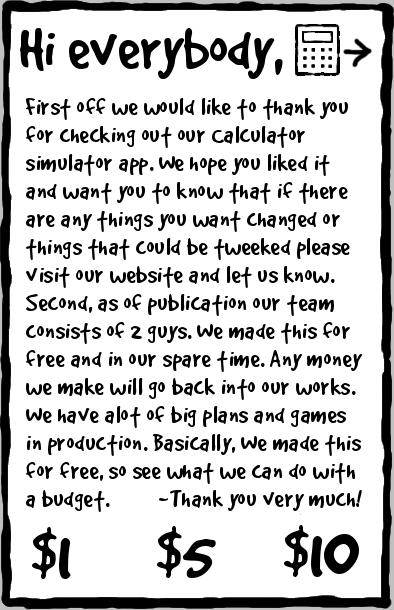 Hi everybody,
First off we would like to thank you
for checking out our calculator
simulator app. We hope you liked it
and want you to know that if there
are any things you want changed or
things that could be tweeked please
visit our website and let us know.
Second, as of publication our team
consists of 2 guys. We made this for
free and in our spare time. Any money
we make will go back into our works.
We have alot of big plans and games
in production. Basically, We made this
for free, so see what we can do with
a budget. ~Thank you very much!
$1 $5 $10